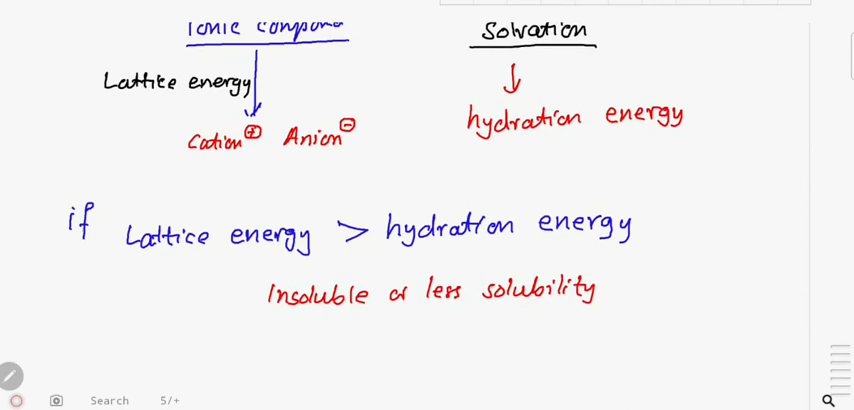 Ionic compound
Solvation
Lattice energy
hydration energy
Cation + Anion -
if Lattice energy > hydration energy
Insoluble or less solubility
Search 5/+